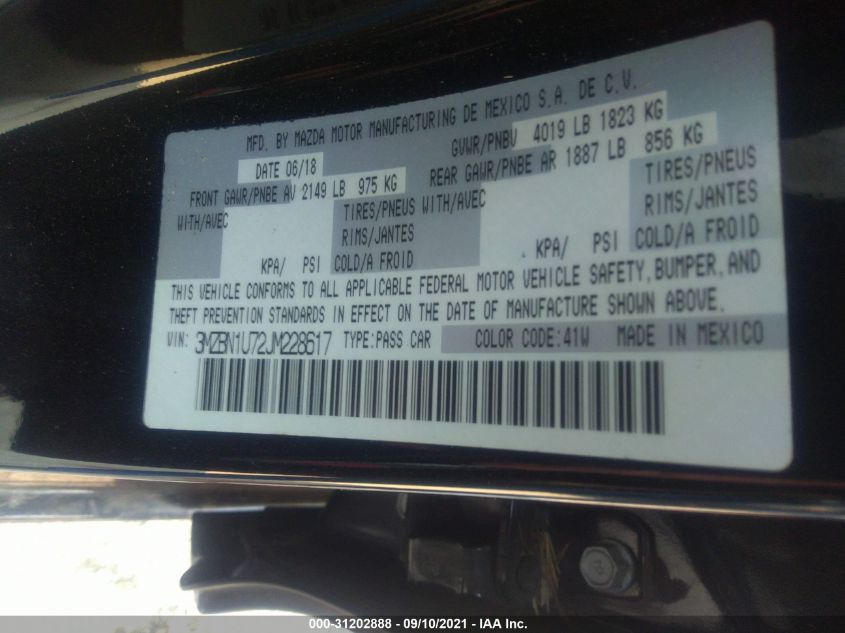 MFD. BY MAZDA MOTOR MANUFACTURING DE MEXICO S.A. DE C.V.
DATE 06/18 GVWR/PNBV 4019 LB 1823 KG
FRONT GAWR/PNBE AV 2149 LB 975 KG REAR GAWR/PNBE AR 1887 LB 856 KG
WITH/AVEC TIRES/PNEUS WITH/AVEC TIRES/PNEUS
RIMS/JANTES RIMS/JANTES
KPA/ PSI COLD/A FROID KPA/ PSI COLD/A FROID
THIS VEHICLE CONFORMS TO ALL APPLICABLE FEDERAL MOTOR VEHICLE SAFETY, BUMPER, AND
THEFT PREVENTION STANDARDS IN EFFECT ON THE DATE OF MANUFACTURE SHOWN ABOVE.
VIN: 3MZBN1U72JM228617 TYPE:PASS CAR COLOR CODE:41W MADE IN MEXICO
000-31202888 - 09/10/2021 - IAA Inc.